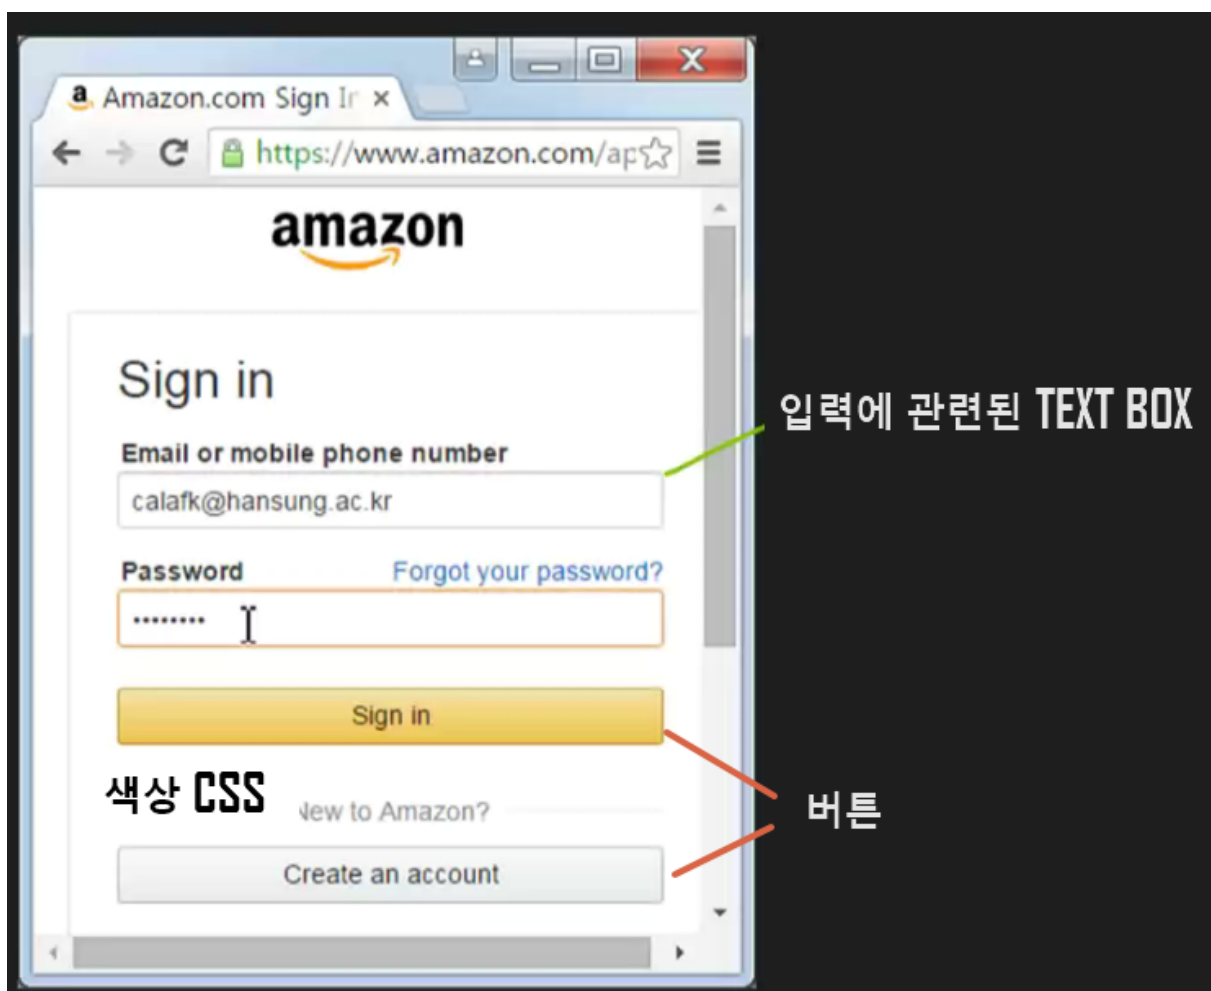 a Amazon.com Sign In
https://www.amazon.com/ap
amazon
Sign in
Email or mobile phone number
calafk@hansung.ac.kr
입력에 관련된 TEXT BOX
Password Forgot your password?
Sign in
색상 CSS
New to Amazon?
버튼
Create an account